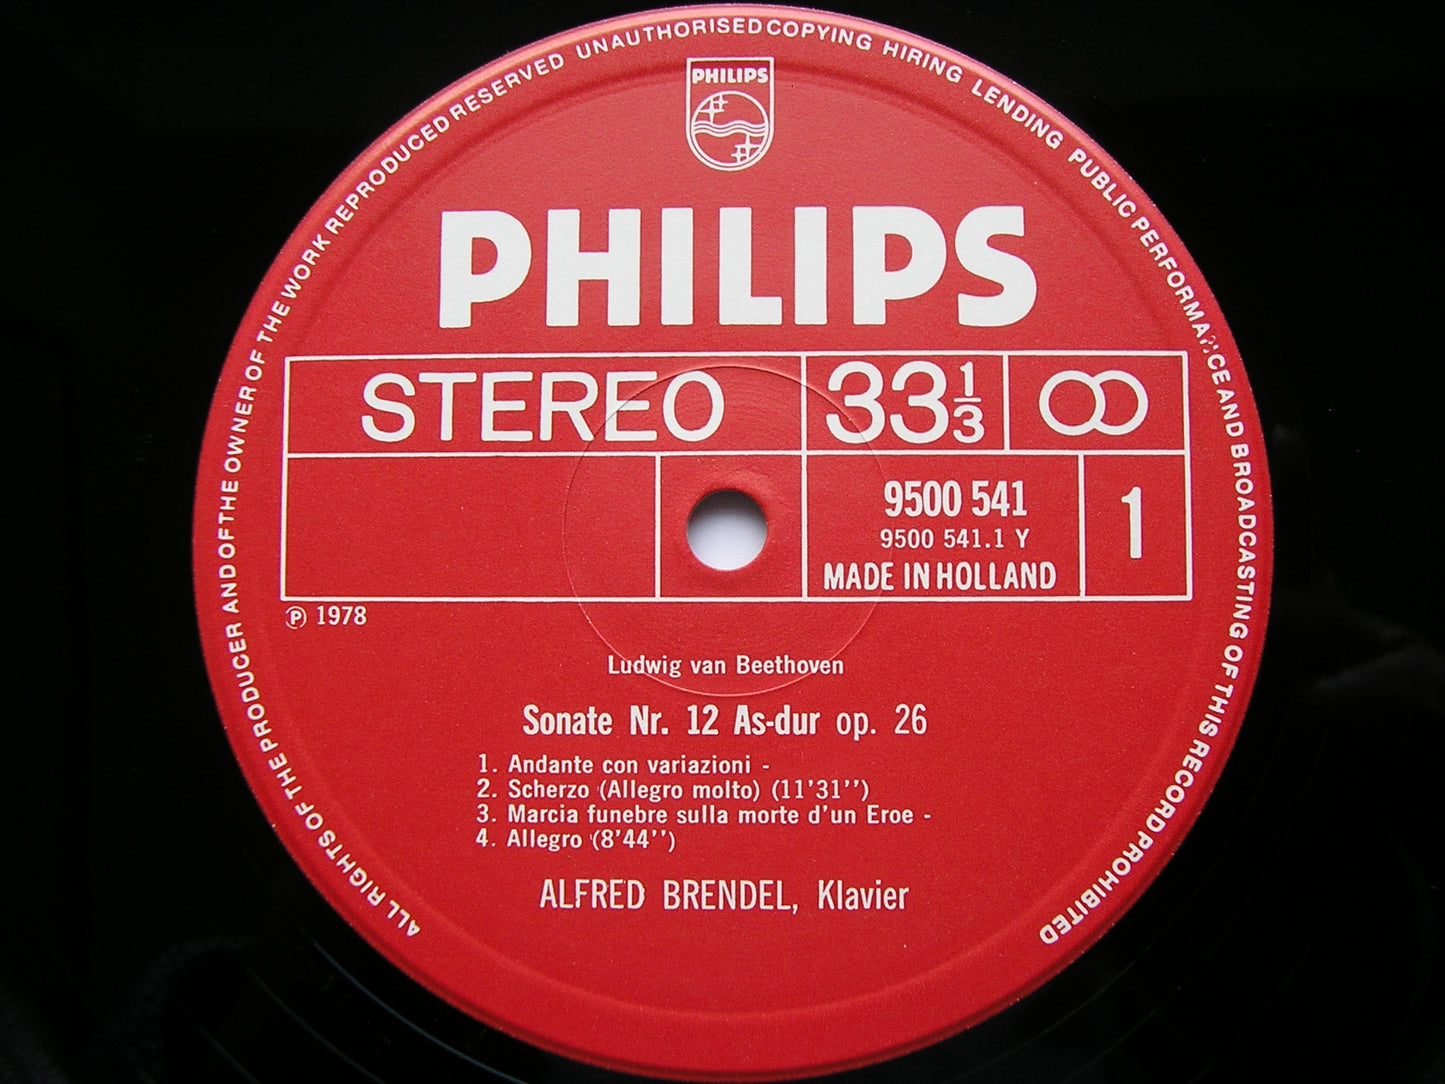 ALL RIGHTS OF THE PRODUCER AND OF THE OWNER OF THE WORK REPRODUCED RESERVED UNAUTHORISED COPYING HIRING LENDING PUBLIC PERFORMANCE AND BROADCASTING OF THIS RECORD PROHIBITED
PHILIPS
PHILIPS
STEREO
33 1/3
9500 541
9500 541.1 Y
MADE IN HOLLAND
1
℗ 1978
Ludwig van Beethoven
Sonate Nr. 12 As-dur op. 26
1. Andante con variazioni -
2. Scherzo (Allegro molto) (11'31'')
3. Marcia funebre sulla morte d'un Eroe -
4. Allegro (8'44'')
ALFRED BRENDEL, Klavier